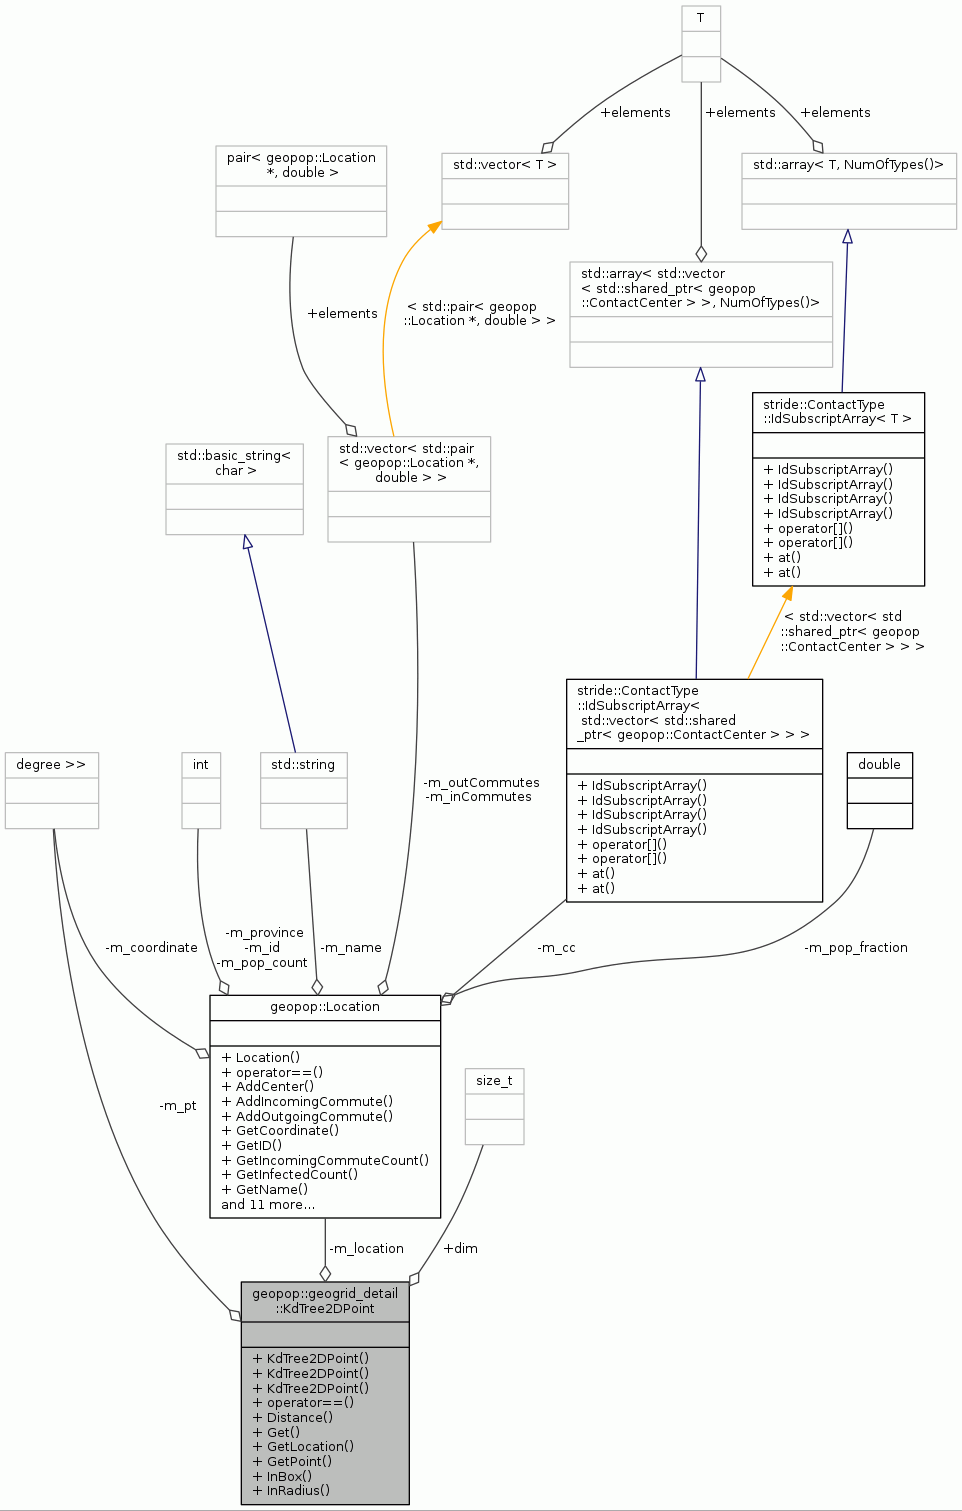 T
+elements
+elements
+elements
pair< geopop::Location
*, double >
std::vector< T >
std::array< T, NumOfTypes()>
std::array< std::vector
< std::shared_ptr< geopop
::ContactCenter > >, NumOfTypes()>
+elements
< std::pair< geopop
::Location *, double > >
stride::ContactType
::IdSubscriptArray< T >
+ IdSubscriptArray()
+ IdSubscriptArray()
+ IdSubscriptArray()
+ IdSubscriptArray()
+ operator[]()
+ operator[]()
+ at()
+ at()
std::basic_string<
char >
std::vector< std::pair
< geopop::Location *,
double > >
< std::vector< std
::shared_ptr< geopop
::ContactCenter > > >
stride::ContactType
::IdSubscriptArray<
std::vector< std::shared
_ptr< geopop::ContactCenter > > >
+ IdSubscriptArray()
+ IdSubscriptArray()
+ IdSubscriptArray()
+ IdSubscriptArray()
+ operator[]()
+ operator[]()
+ at()
+ at()
degree >>
int
std::string
-m_outCommutes
-m_inCommutes
double
-m_coordinate
-m_province
-m_id
-m_pop_count
-m_name
-m_cc
-m_pop_fraction
geopop::Location
+ Location()
+ operator==()
+ AddCenter()
+ AddIncomingCommute()
+ AddOutgoingCommute()
+ GetCoordinate()
+ GetID()
+ GetIncomingCommuteCount()
+ GetInfectedCount()
+ GetName()
and 11 more...
-m_pt
size_t
-m_location
+dim
geopop::geogrid_detail
::KdTree2DPoint
+ KdTree2DPoint()
+ KdTree2DPoint()
+ KdTree2DPoint()
+ operator==()
+ Distance()
+ Get()
+ GetLocation()
+ GetPoint()
+ InBox()
+ InRadius()